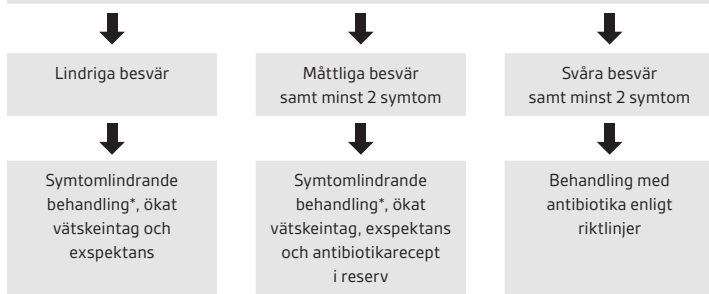 Lindriga besvär
Måttliga besvär
samt minst 2 symtom
Svåra besvär
samt minst 2 symtom
Symtomlindrande
behandling*, ökat
vätskeintag och
exspektans
Symtomlindrande
behandling*, ökat
vätskeintag, exspektans
och antibiotikarecept
i reserv
Behandling med
antibiotika enligt
riktlinjer